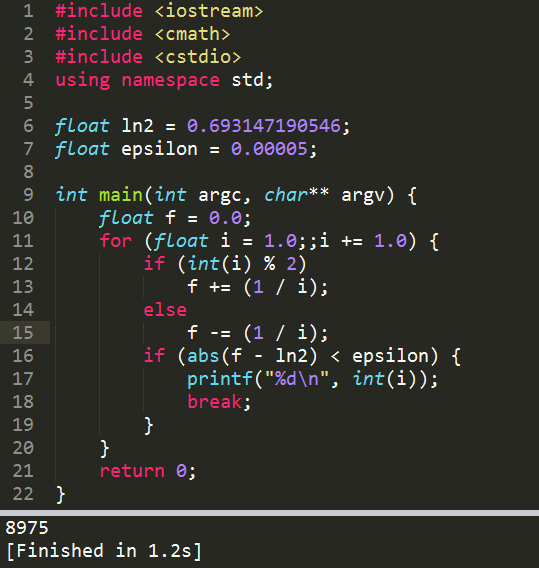 1 #include <iostream>
2 #include <cmath>
3 #include <cstdio>
4 using namespace std;
5
6 float ln2 = 0.693147190546;
7 float epsilon = 0.00005;
8
9 int main(int argc, char** argv) {
10     float f = 0.0;
11     for (float i = 1.0;;i += 1.0) {
12         if (int(i) % 2)
13             f += (1 / i);
14         else
15             f -= (1 / i);
16         if (abs(f - ln2) < epsilon) {
17             printf("%d\n", int(i));
18             break;
19         }
20     }
21     return 0;
22 }
8975
[Finished in 1.2s]